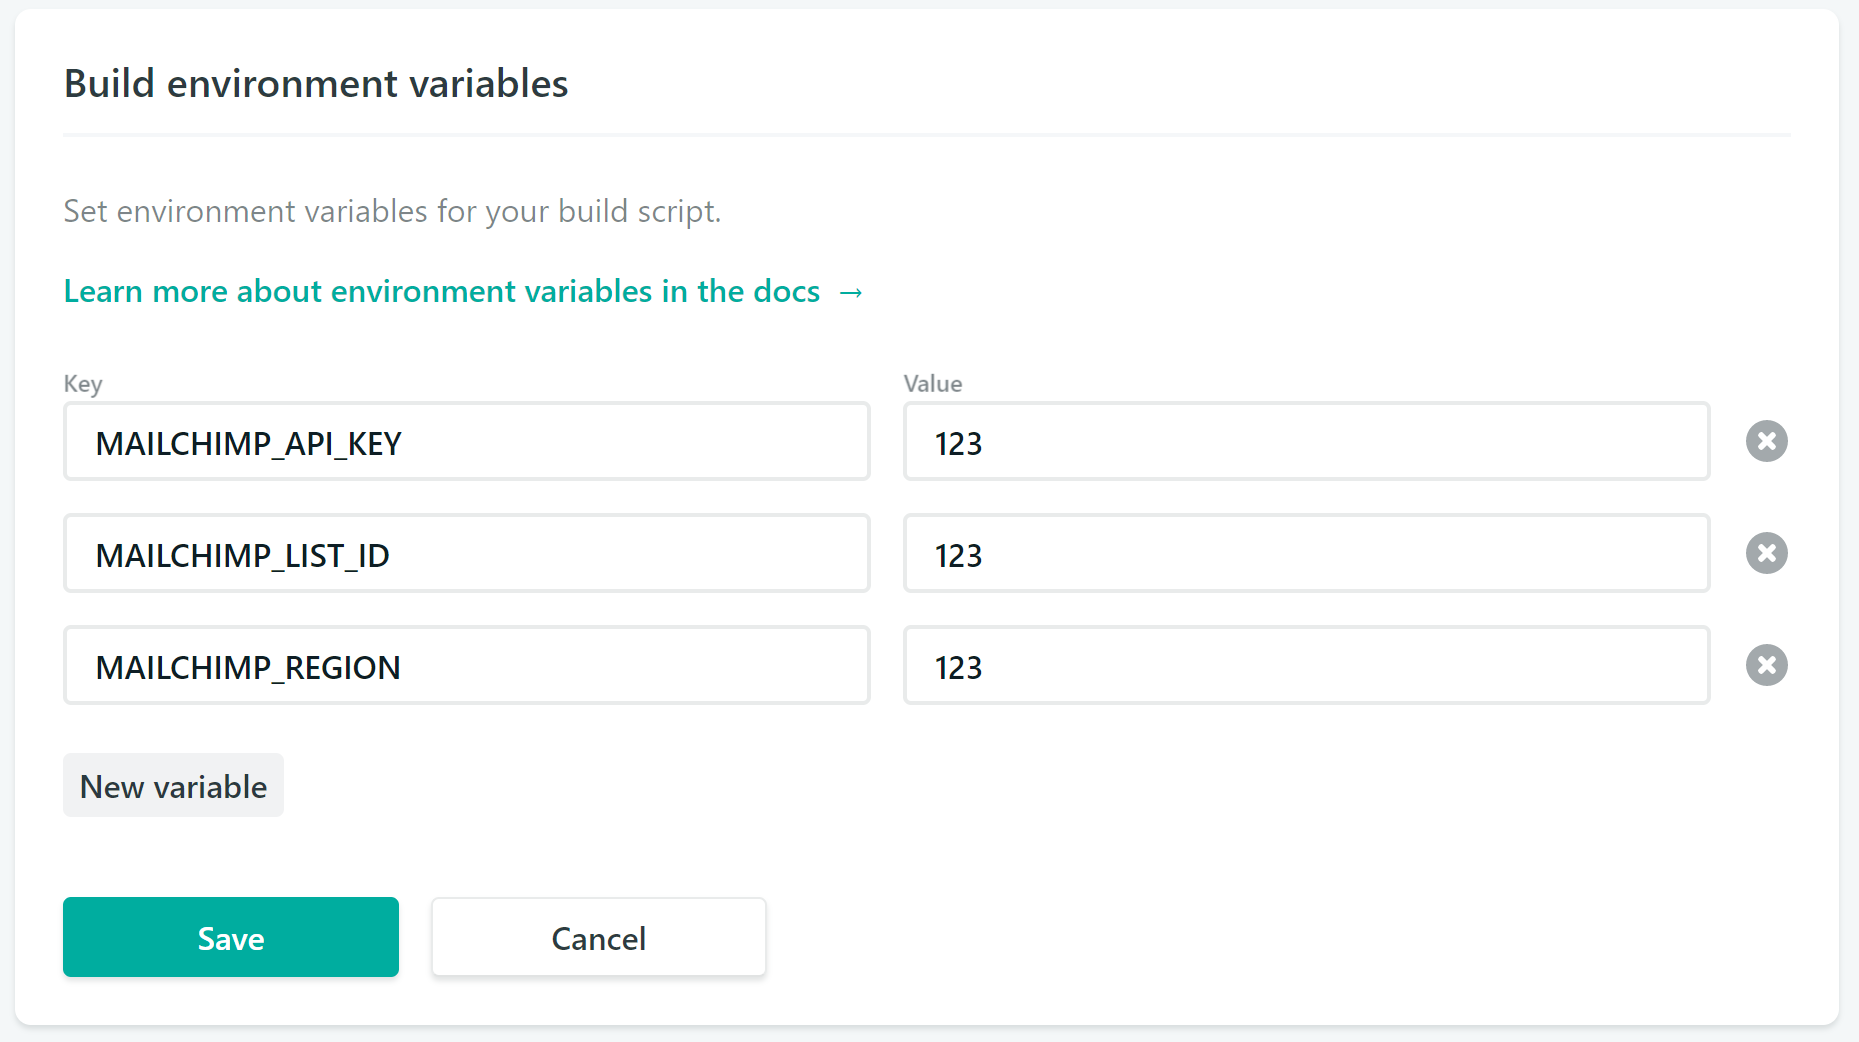 Build environment variables
Set environment variables for your build script.
Learn more about environment variables in the docs →
Key Value
MAILCHIMP_API_KEY 123
MAILCHIMP_LIST_ID 123
MAILCHIMP_REGION 123
New variable
Save Cancel